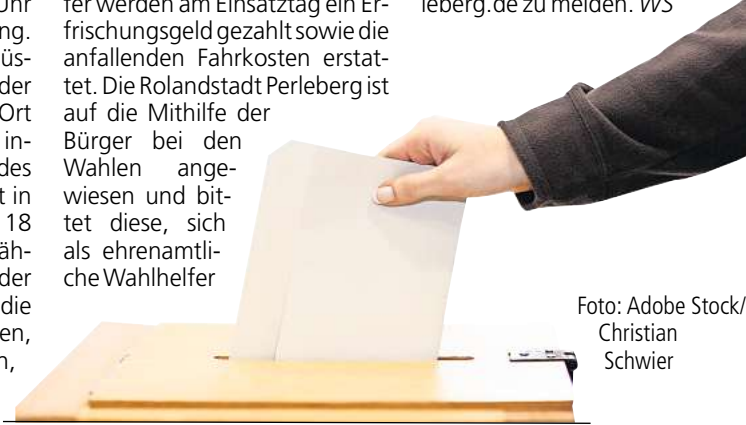 Uhr
ng.
üs-
der
Ort
in-
des
t in
18
äh-
der
die
en,
n,
fer werden am Einsatztag ein Er-
frischungsgeld gezahlt sowie die
anfallenden Fahrkosten erstat-
tet. Die Rolandstadt Perleberg ist
auf die Mithilfe der
Bürger bei den
Wahlen ange-
wiesen und bit-
tet diese, sich
als ehrenamtli-
che Wahlhelfer
leberg.de zu melden. WS
Foto: Adobe Stock/
Christian
Schwier